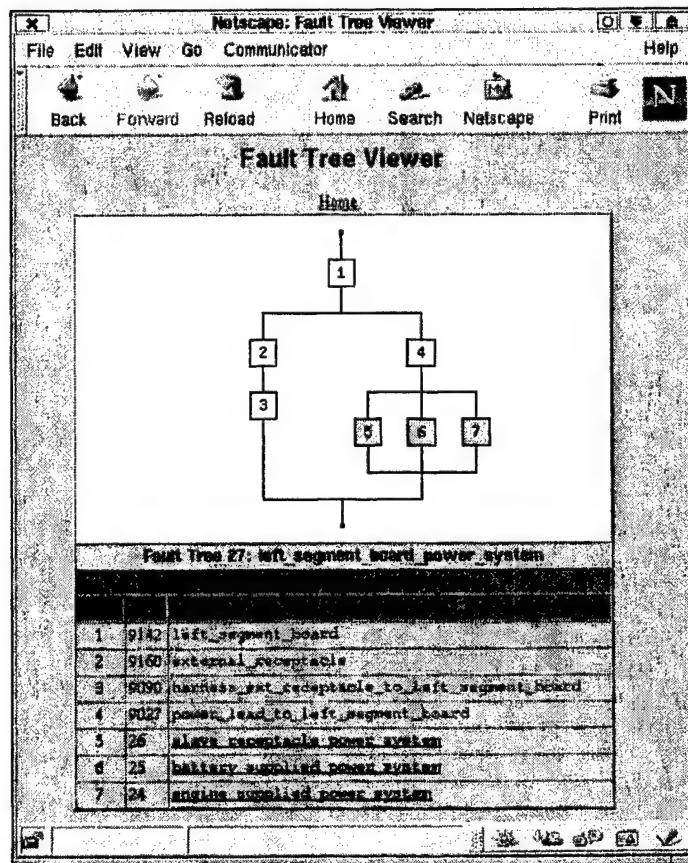 Netscape: Fault Tree Viewer
File Edit View Go Communicator Help
Back Forward Reload Home Search Netscape Print
N
Fault Tree Viewer
Home
1
2 4
3
5 6 7
Fault Tree 27: left_segment_board_power_system
1 9142 left_segment_board
2 9160 external_receptacle
3 9090 harness_ext_receptacle_to_left_segment_board
4 9027 power_lead_to_left_segment_board
5 26 slave_receptacle_power_system
6 25 battery_supplied_power_system
7 24 engine_supplied_power_system